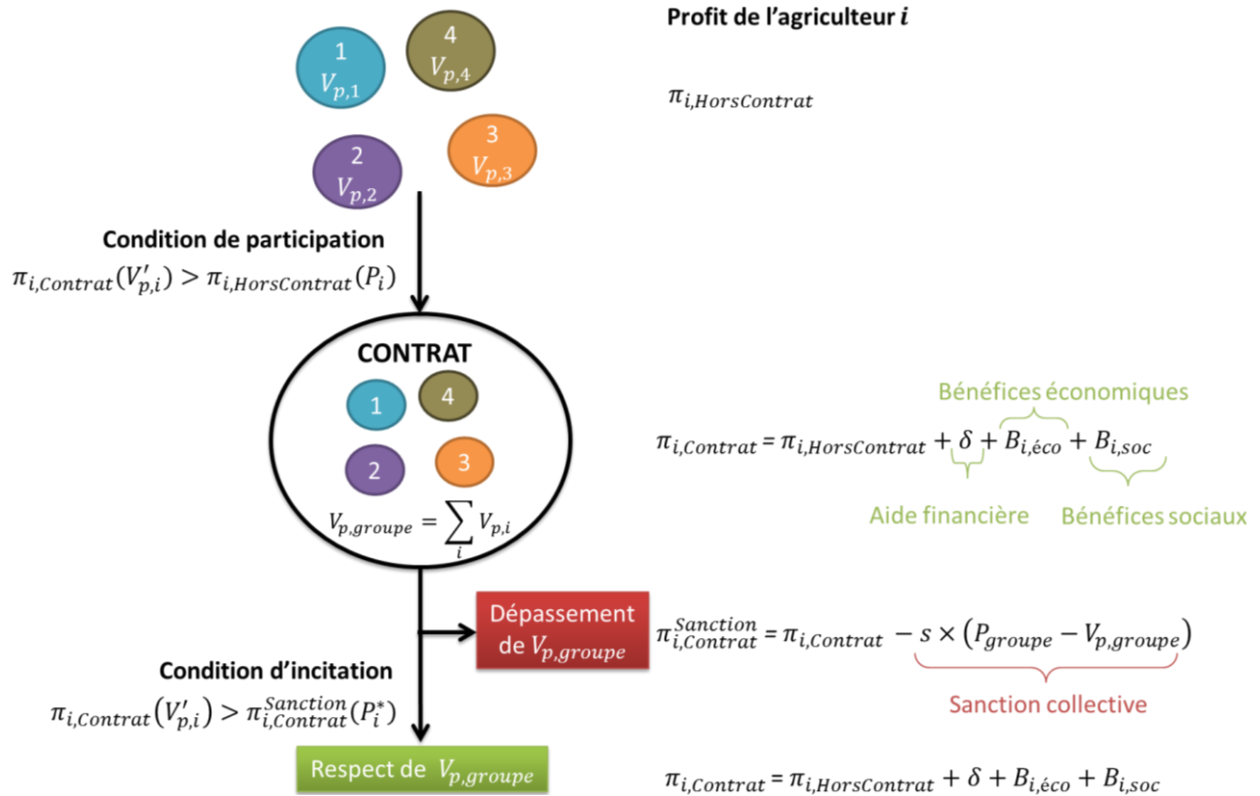 Profit de l'agriculteur i
1
V_{p,1}
4
V_{p,4}
π_{i,HorsContrat}
2
V_{p,2}
3
V_{p,3}
Condition de participation
π_{i,Contrat}(V'_{p,i}) > π_{i,HorsContrat}(P_i)
CONTRAT
1
4
2
3
V_{p,groupe} = ∑_i V_{p,i}
Bénéfices économiques
π_{i,Contrat} = π_{i,HorsContrat} + δ + B_{i,éco} + B_{i,soc}
Aide financière
Bénéfices sociaux
Dépassement
de V_{p,groupe}
π_{i,Contrat}^{Sanction} = π_{i,Contrat} − s × (P_{groupe} − V_{p,groupe})
Sanction collective
Condition d'incitation
π_{i,Contrat}(V'_{p,i}) > π_{i,Contrat}^{Sanction}(P_i^*)
Respect de V_{p,groupe}
π_{i,Contrat} = π_{i,HorsContrat} + δ + B_{i,éco} + B_{i,soc}